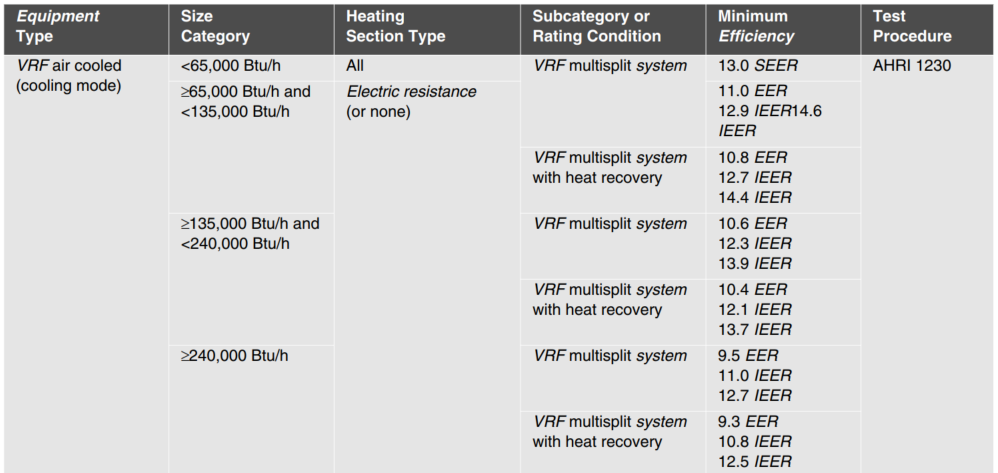 Equipment Type
Size Category
Heating Section Type
Subcategory or Rating Condition
Minimum Efficiency
Test Procedure
VRF air cooled
(cooling mode)
<65,000 Btu/h
All
VRF multisplit system
13.0 SEER
AHRI 1230
≥65,000 Btu/h and
<135,000 Btu/h
Electric resistance
(or none)
11.0 EER
12.9 IEER14.6
IEER
VRF multisplit system
with heat recovery
10.8 EER
12.7 IEER
14.4 IEER
≥135,000 Btu/h and
<240,000 Btu/h
VRF multisplit system
10.6 EER
12.3 IEER
13.9 IEER
VRF multisplit system
with heat recovery
10.4 EER
12.1 IEER
13.7 IEER
≥240,000 Btu/h
VRF multisplit system
9.5 EER
11.0 IEER
12.7 IEER
VRF multisplit system
with heat recovery
9.3 EER
10.8 IEER
12.5 IEER